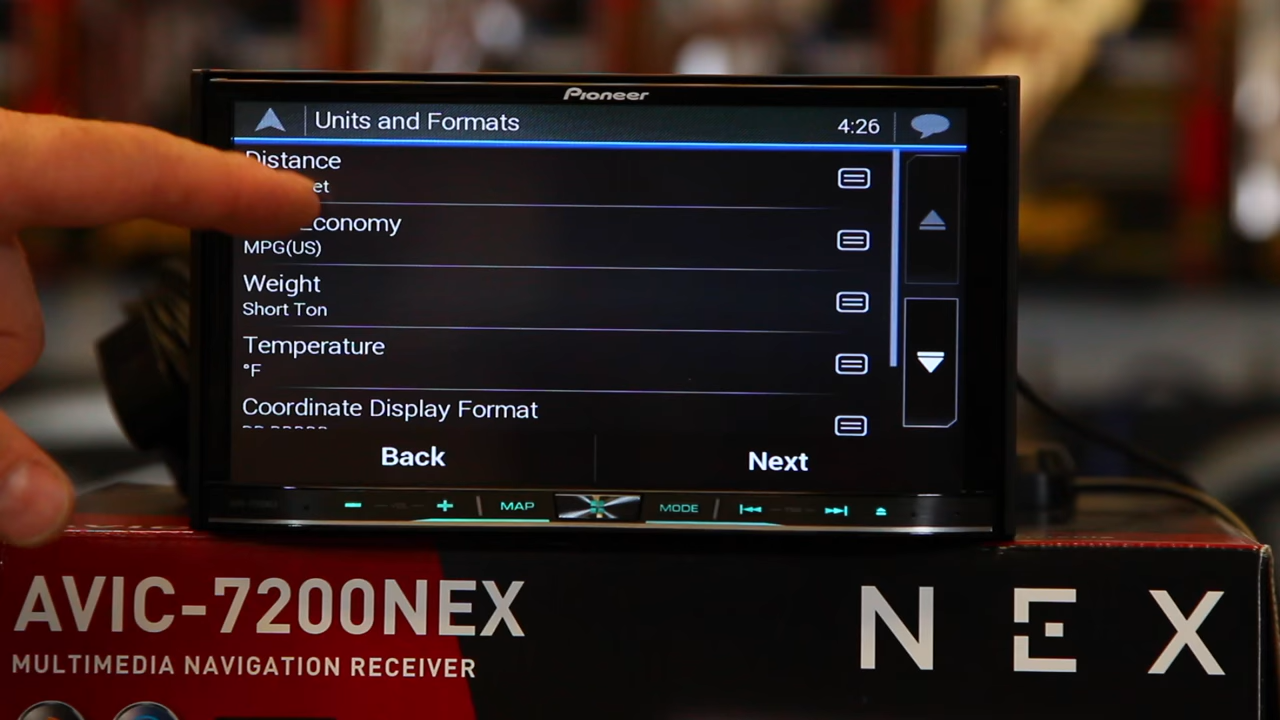 Pioneer
Units and Formats 4:26
Distance
Economy
MPG(US)
Weight
Short Ton
Temperature
°F
Coordinate Display Format
Back Next
MAP MODE
AVIC-7200NEX
MULTIMEDIA NAVIGATION RECEIVER
NEX